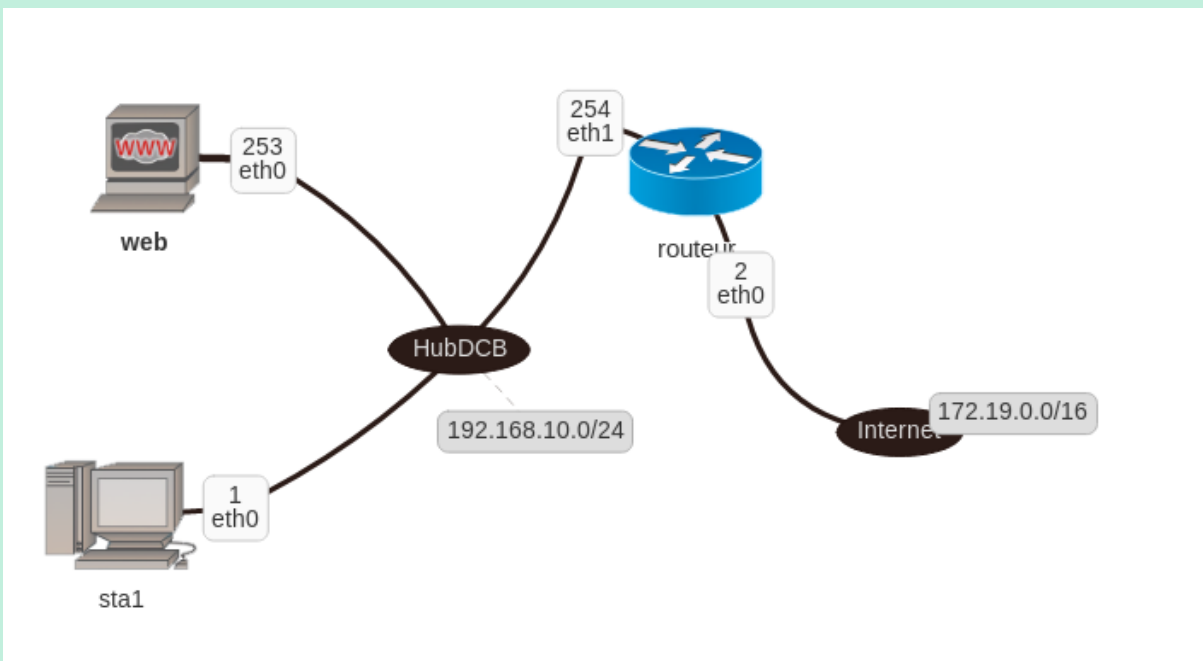 254
eth1
WWW
253
eth0
web
routeur
2
eth0
HubDCB
192.168.10.0/24
172.19.0.0/16
Internet
1
eth0
sta1